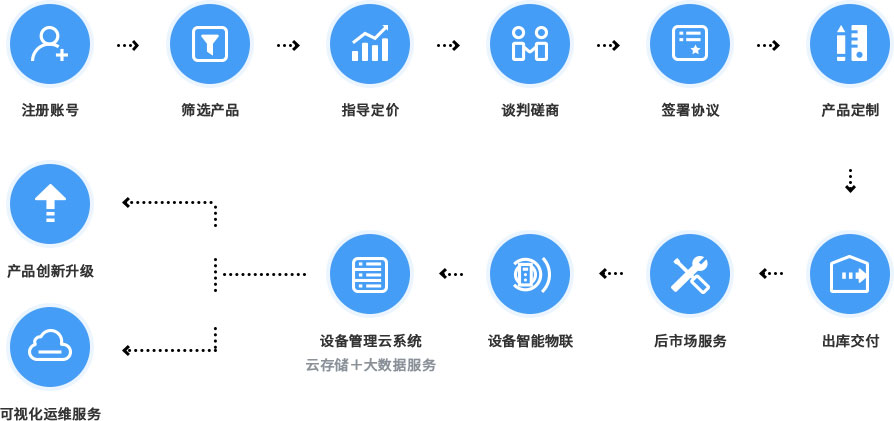 注册账号
筛选产品
指导定价
谈判磋商
签署协议
产品定制
出库交付
后市场服务
设备智能物联
设备管理云系统
云存储＋大数据服务
产品创新升级
可视化运维服务